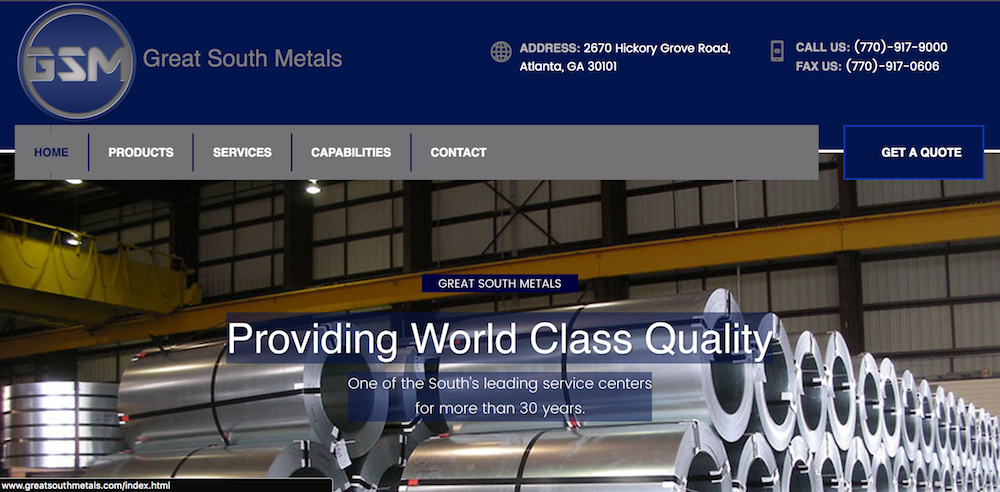 GSM
Great South Metals
ADDRESS: 2670 Hickory Grove Road,
Atlanta, GA 30101
CALL US: (770)-917-9000
FAX US: (770)-917-0606
HOME
PRODUCTS
SERVICES
CAPABILITIES
CONTACT
GET A QUOTE
GREAT SOUTH METALS
Providing World Class Quality
One of the South's leading service centers
for more than 30 years.
www.greatsouthmetals.com/index.html